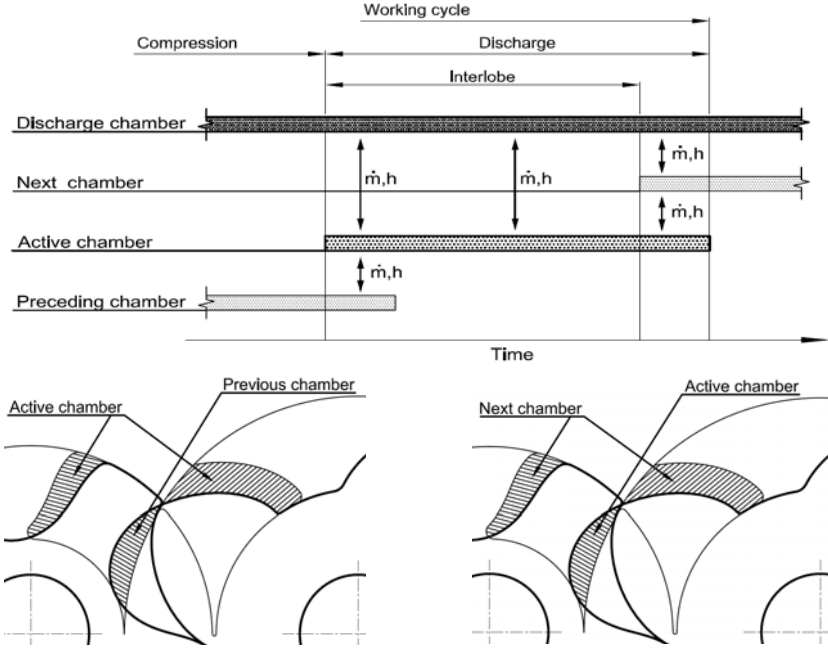 Working cycle
Compression
Discharge
Interlobe
Discharge chamber
ṁ,h
Next chamber
ṁ,h
ṁ,h
ṁ,h
Active chamber
ṁ,h
Preceding chamber
Time
Previous chamber
Active chamber
Active chamber
Next chamber